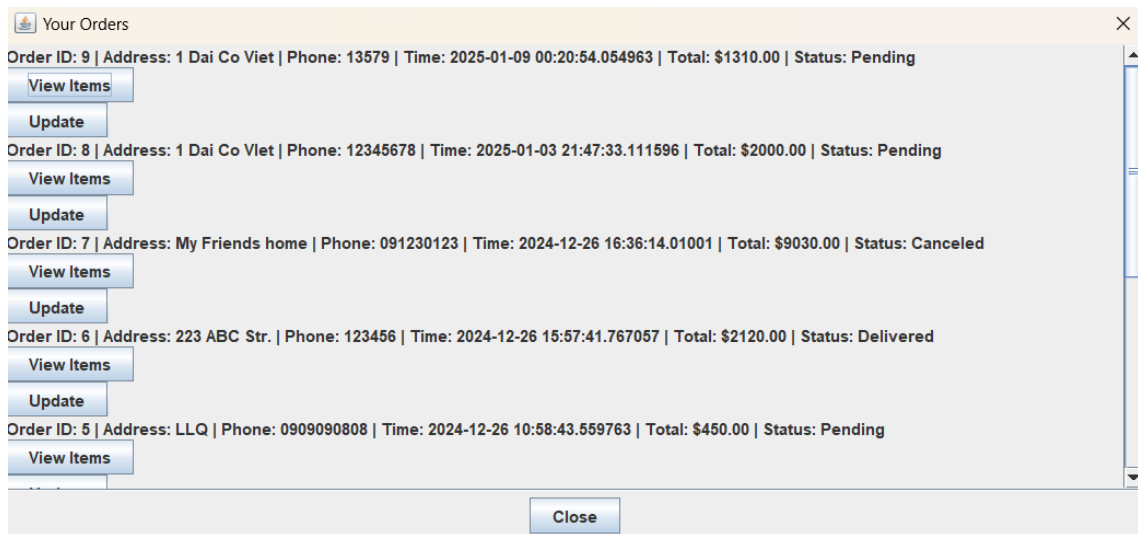 Your Orders
Order ID: 9 | Address: 1 Dai Co Viet | Phone: 13579 | Time: 2025-01-09 00:20:54.054963 | Total: $1310.00 | Status: Pending
View Items
Update
Order ID: 8 | Address: 1 Dai Co VIet | Phone: 12345678 | Time: 2025-01-03 21:47:33.111596 | Total: $2000.00 | Status: Pending
View Items
Update
Order ID: 7 | Address: My Friends home | Phone: 091230123 | Time: 2024-12-26 16:36:14.01001 | Total: $9030.00 | Status: Canceled
View Items
Update
Order ID: 6 | Address: 223 ABC Str. | Phone: 123456 | Time: 2024-12-26 15:57:41.767057 | Total: $2120.00 | Status: Delivered
View Items
Update
Order ID: 5 | Address: LLQ | Phone: 0909090808 | Time: 2024-12-26 10:58:43.559763 | Total: $450.00 | Status: Pending
View Items
Close